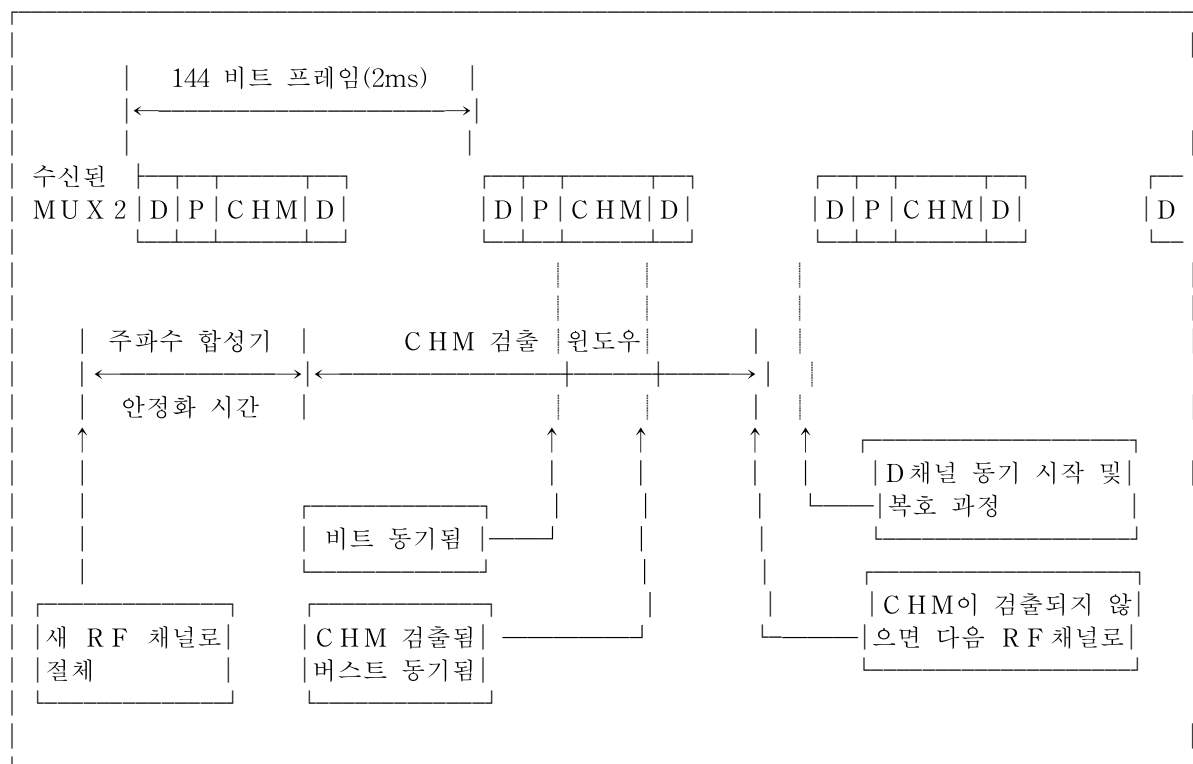 144 비트 프레임(2ms)
수신된
MUX2 D P CHM D D P CHM D D P CHM D D
주파수 합성기 CHM 검출 윈도우
안정화 시간
D채널 동기 시작 및
복호 과정
비트 동기됨
CHM이 검출되지 않
으면 다음 RF채널로
새 RF 채널로
절체
CHM 검출됨
버스트 동기됨